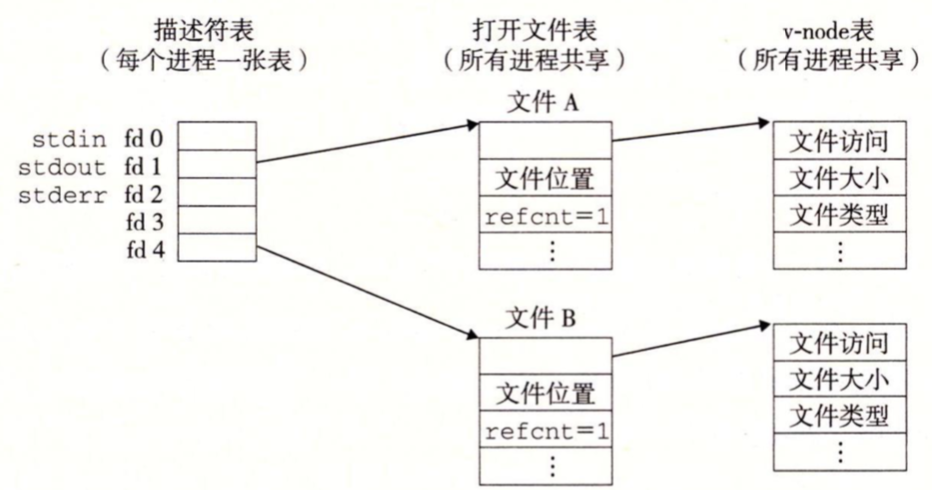 描述符表
（每个进程一张表）
打开文件表
（所有进程共享）
v-node表
（所有进程共享）
stdin fd 0
stdout fd 1
stderr fd 2
fd 3
fd 4
文件 A
文件位置
refcnt=1
⋮
文件访问
文件大小
文件类型
⋮
文件 B
文件位置
refcnt=1
⋮
文件访问
文件大小
文件类型
⋮